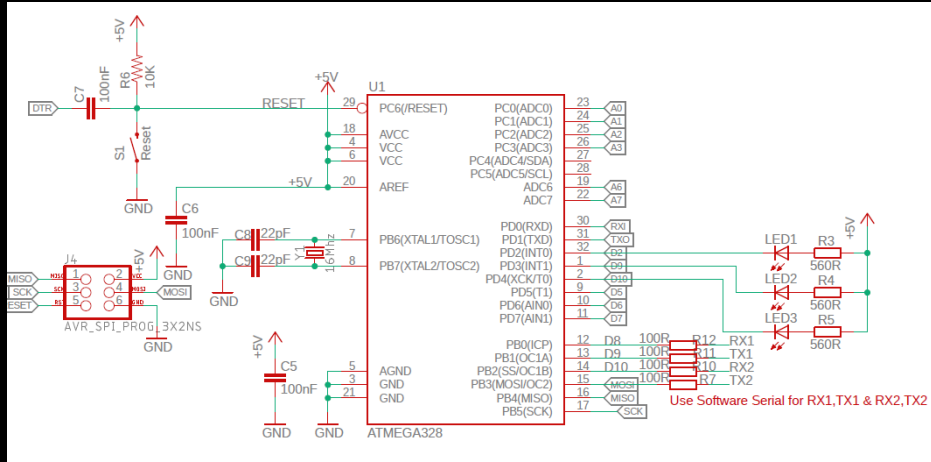 +5V
C7
100nF
R6
10K
DTR
RESET
S1
Reset
GND
+5V
U1
29 PC6(/RESET)
18 AVCC
4 VCC
6 VCC
+5V 20 AREF
C6
100nF
GND
C8 22pF
C9 22pF
Y1
16Mhz
GND
7 PB6(XTAL1/TOSC1)
8 PB7(XTAL2/TOSC2)
J4
+5V
MISO MISO 1 2 VCC
SCK SCK 3 4 MOSI MOSI
ESET RST 5 6 GND
AVR_SPI_PROG_3X2NS
GND
+5V
C5
100nF
GND
GND
5 AGND
3 GND
21 GND
ATMEGA328
PC0(ADC0) 23 A0
PC1(ADC1) 24 A1
PC2(ADC2) 25 A2
PC3(ADC3) 26 A3
PC4(ADC4/SDA) 27
PC5(ADC5/SCL) 28
ADC6 19 A6
ADC7 22 A7
PD0(RXD) 30 RXI
PD1(TXD) 31 TXO
PD2(INT0) 32 D2
PD3(INT1) 1 D9
PD4(XCK/T0) 2 D10
PD5(T1) 9 D5
PD6(AIN0) 10 D6
PD7(AIN1) 11 D7
PB0(ICP) 12 D8 100R R12 RX1
PB1(OC1A) 13 D9 100R R11 TX1
PB2(SS/OC1B) 14 D10 100R R10 RX2
PB3(MOSI/OC2) 15 MOSI 100R R7 TX2
PB4(MISO) 16 MISO
PB5(SCK) 17 SCK
+5V
LED1 R3
560R
LED2 R4
560R
LED3 R5
560R
Use Software Serial for RX1,TX1 & RX2,TX2